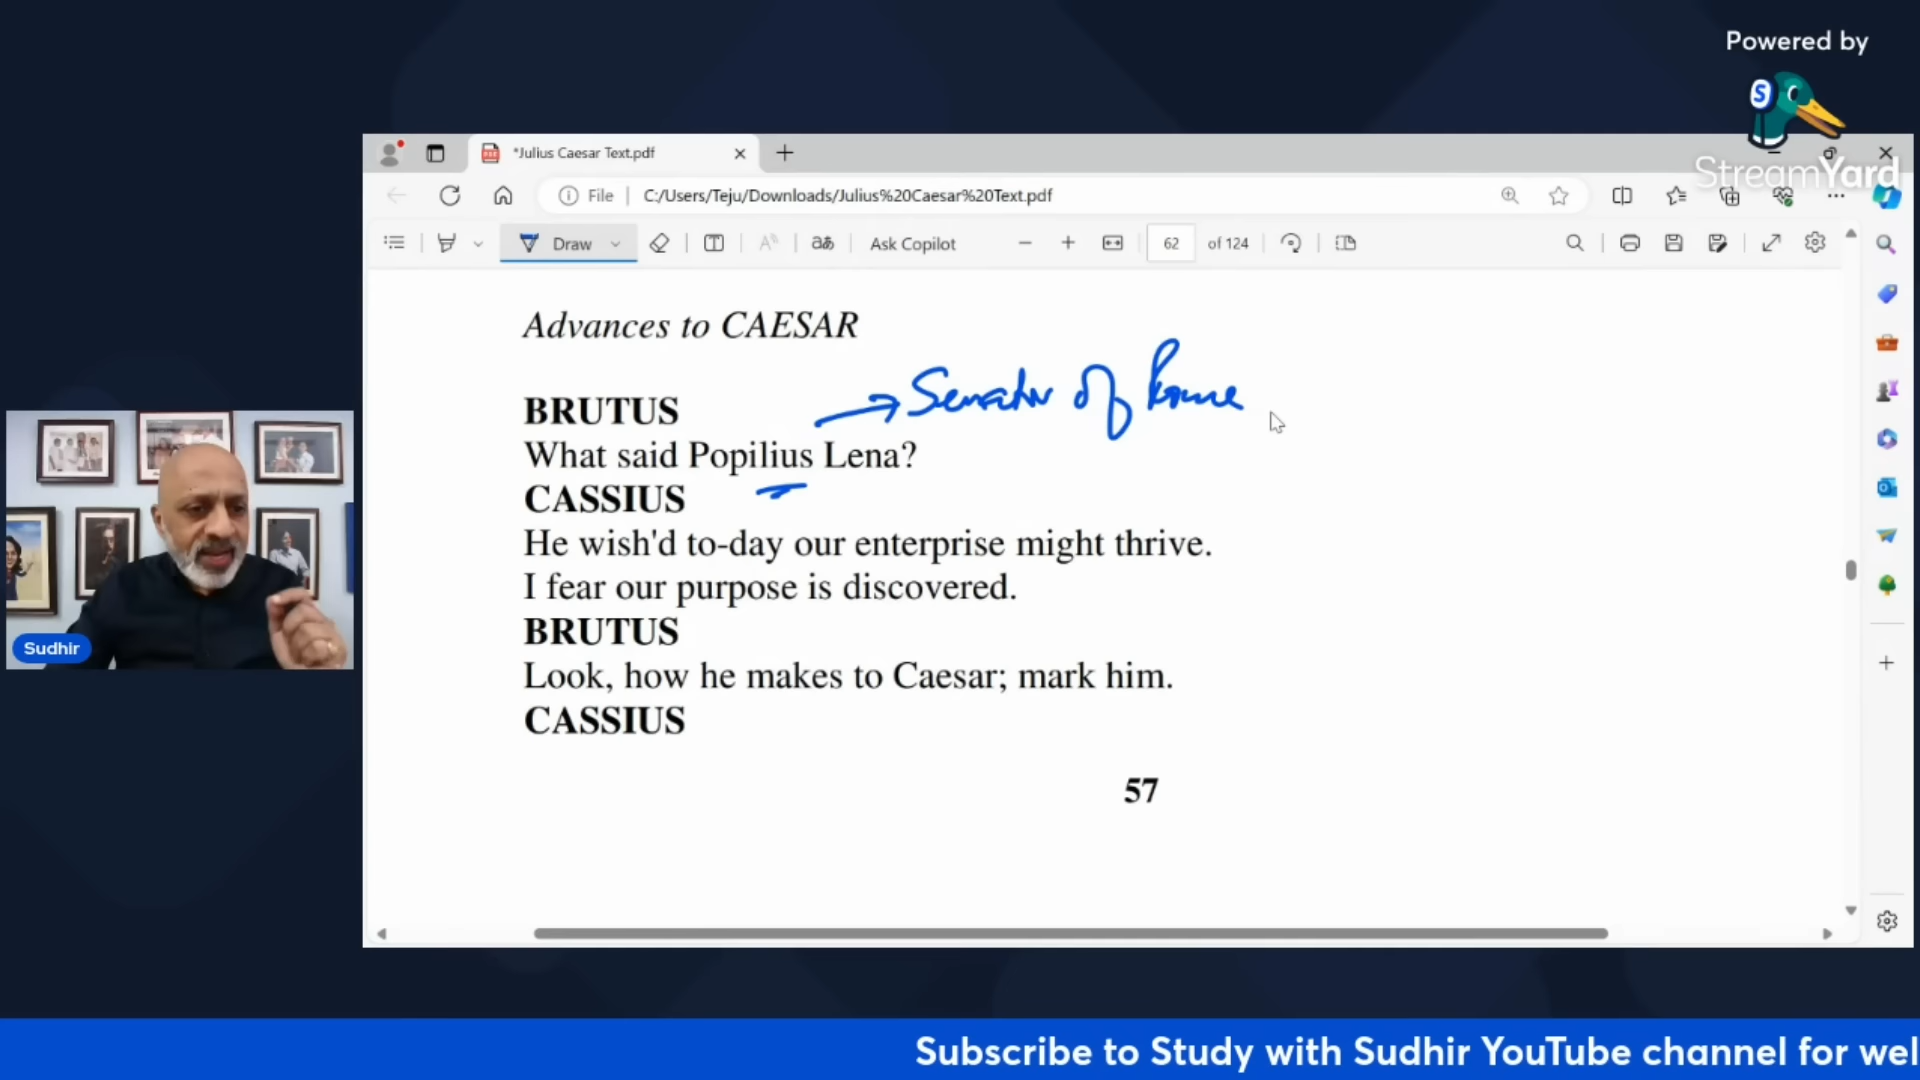 Powered by
StreamYard
*Julius Caesar Text.pdf
File
C:/Users/Teju/Downloads/Julius%20Caesar%20Text.pdf
Draw
aあ
Ask Copilot
62
of 124
Advances to CAESAR
→ Senator of Rome
BRUTUS
What said Popilius Lena?
CASSIUS
He wish'd to-day our enterprise might thrive.
I fear our purpose is discovered.
BRUTUS
Look, how he makes to Caesar; mark him.
CASSIUS
57
Sudhir
Subscribe to Study with Sudhir YouTube channel for wel